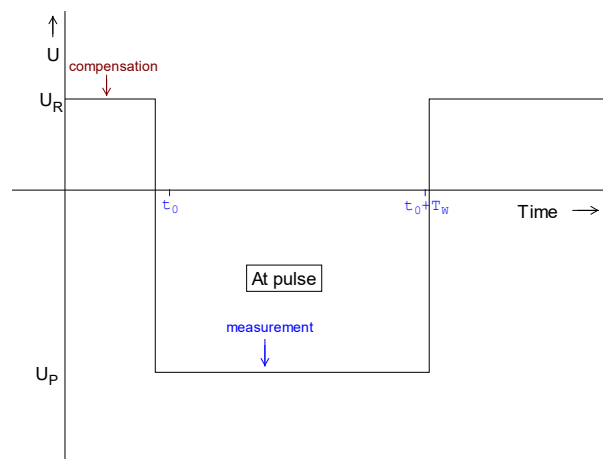 U
compensation
U_R
t_0
t_0+T_W
Time
At pulse
measurement
U_P